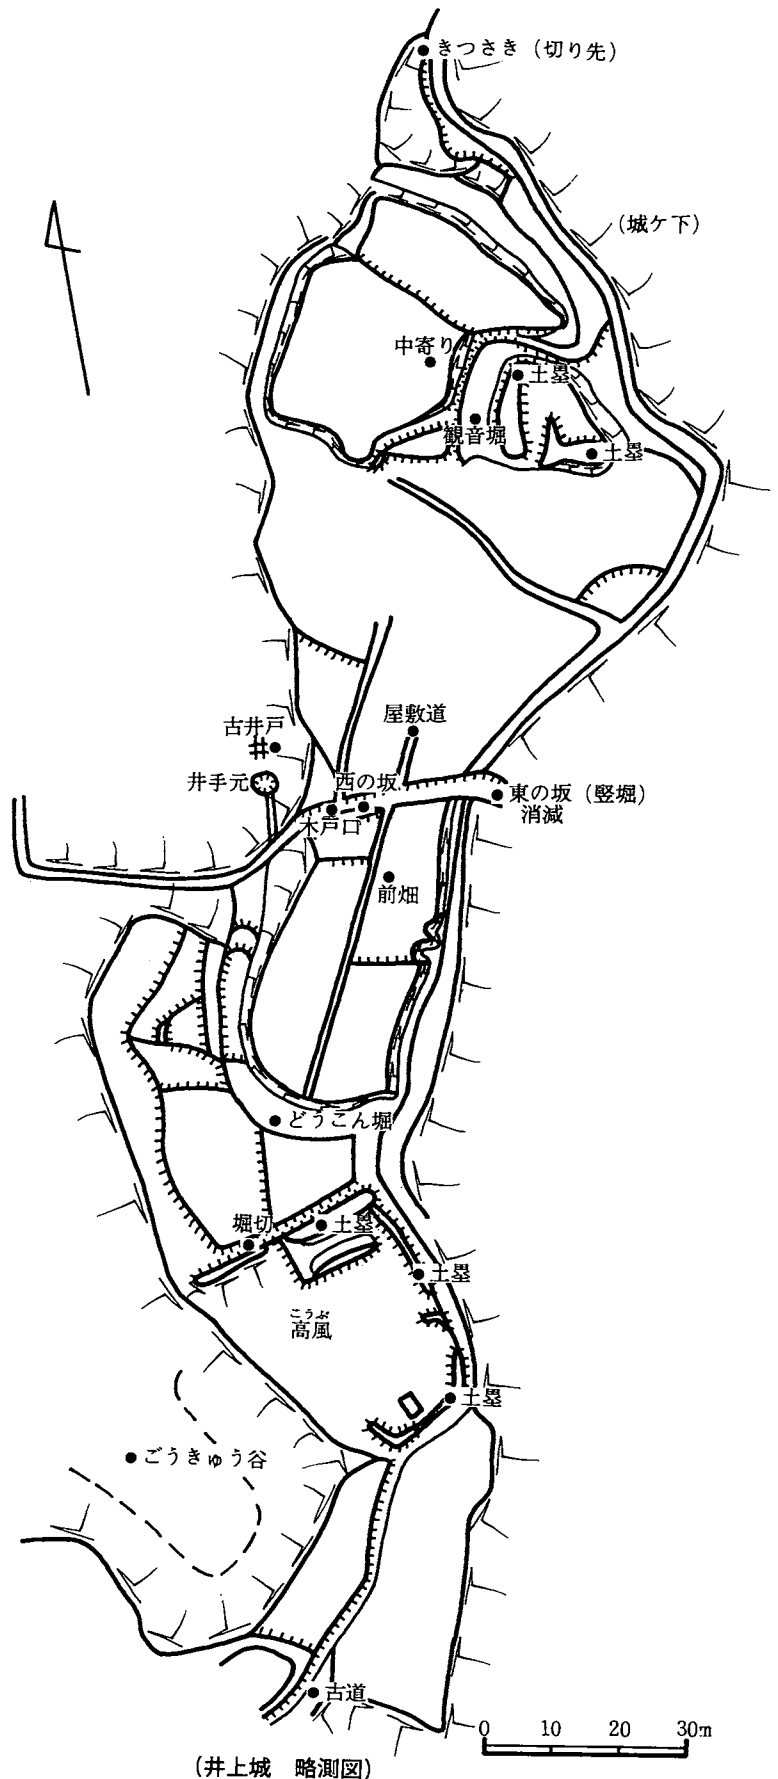 きつさき（切り先）
（城ケ下）
中寄り
土塁
観音堀
土塁
屋敷道
古井戸
井手元
西の坂
東の坂（竪堀）
消滅
木戸口
前畑
どうこん堀
堀切
土塁
土塁
こうぶ
高風
土塁
ごうきゅう谷
古道
0 10 20 30m
（井上城　略測図）